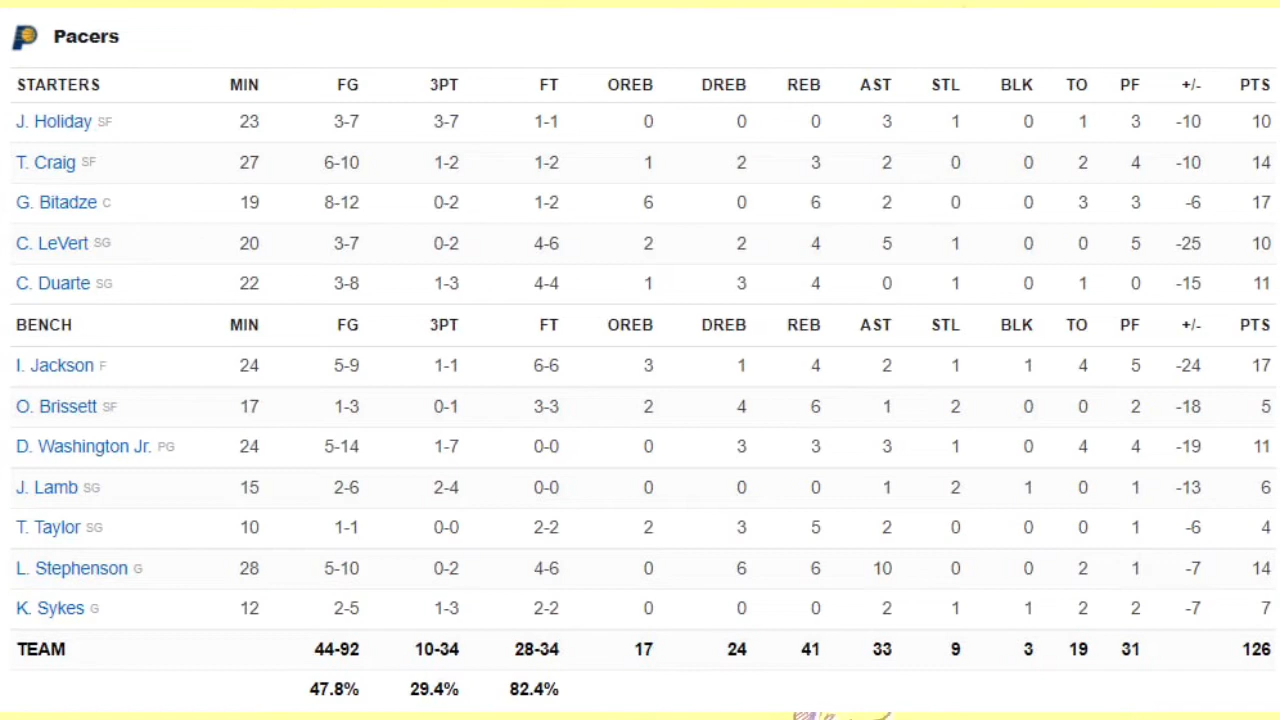 Pacers
STARTERS MIN FG 3PT FT OREB DREB REB AST STL BLK TO PF +/- PTS
J. Holiday SF 23 3-7 3-7 1-1 0 0 0 3 1 0 1 3 -10 10
T. Craig SF 27 6-10 1-2 1-2 1 2 3 2 0 0 2 4 -10 14
G. Bitadze C 19 8-12 0-2 1-2 6 0 6 2 0 0 3 3 -6 17
C. LeVert SG 20 3-7 0-2 4-6 2 2 4 5 1 0 0 5 -25 10
C. Duarte SG 22 3-8 1-3 4-4 1 3 4 0 1 0 1 0 -15 11
BENCH MIN FG 3PT FT OREB DREB REB AST STL BLK TO PF +/- PTS
I. Jackson F 24 5-9 1-1 6-6 3 1 4 2 1 1 4 5 -24 17
O. Brissett SF 17 1-3 0-1 3-3 2 4 6 1 2 0 0 2 -18 5
D. Washington Jr. PG 24 5-14 1-7 0-0 0 3 3 3 1 0 4 4 -19 11
J. Lamb SG 15 2-6 2-4 0-0 0 0 0 1 2 1 0 1 -13 6
T. Taylor SG 10 1-1 0-0 2-2 2 3 5 2 0 0 0 1 -6 4
L. Stephenson G 28 5-10 0-2 4-6 0 6 6 10 0 0 2 1 -7 14
K. Sykes G 12 2-5 1-3 2-2 0 0 0 2 1 1 2 2 -7 7
TEAM 44-92 10-34 28-34 17 24 41 33 9 3 19 31 126
47.8% 29.4% 82.4%